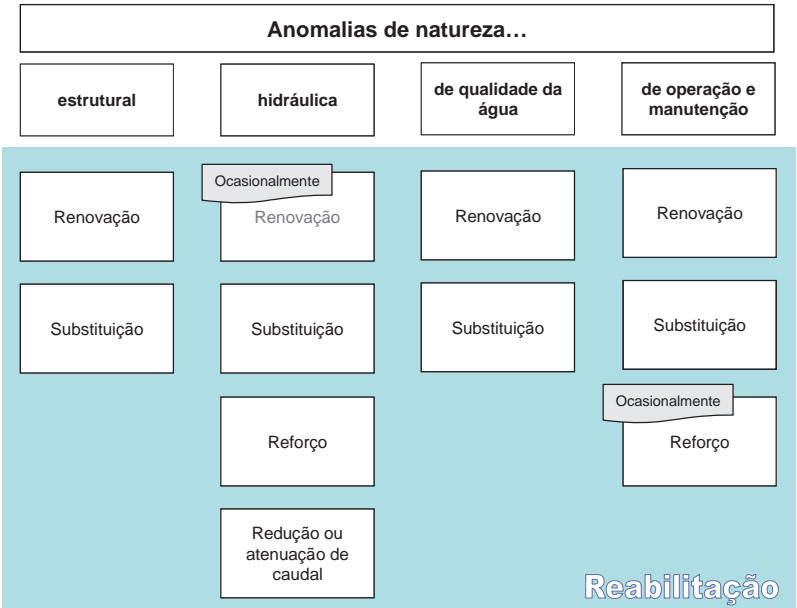 Anomalias de natureza…
estrutural
hidráulica
de qualidade da
água
de operação e
manutenção
Renovação
Ocasionalmente
Renovação
Renovação
Renovação
Substituição
Substituição
Substituição
Substituição
Reforço
Ocasionalmente
Reforço
Redução ou
atenuação de
caudal
Reabilitação